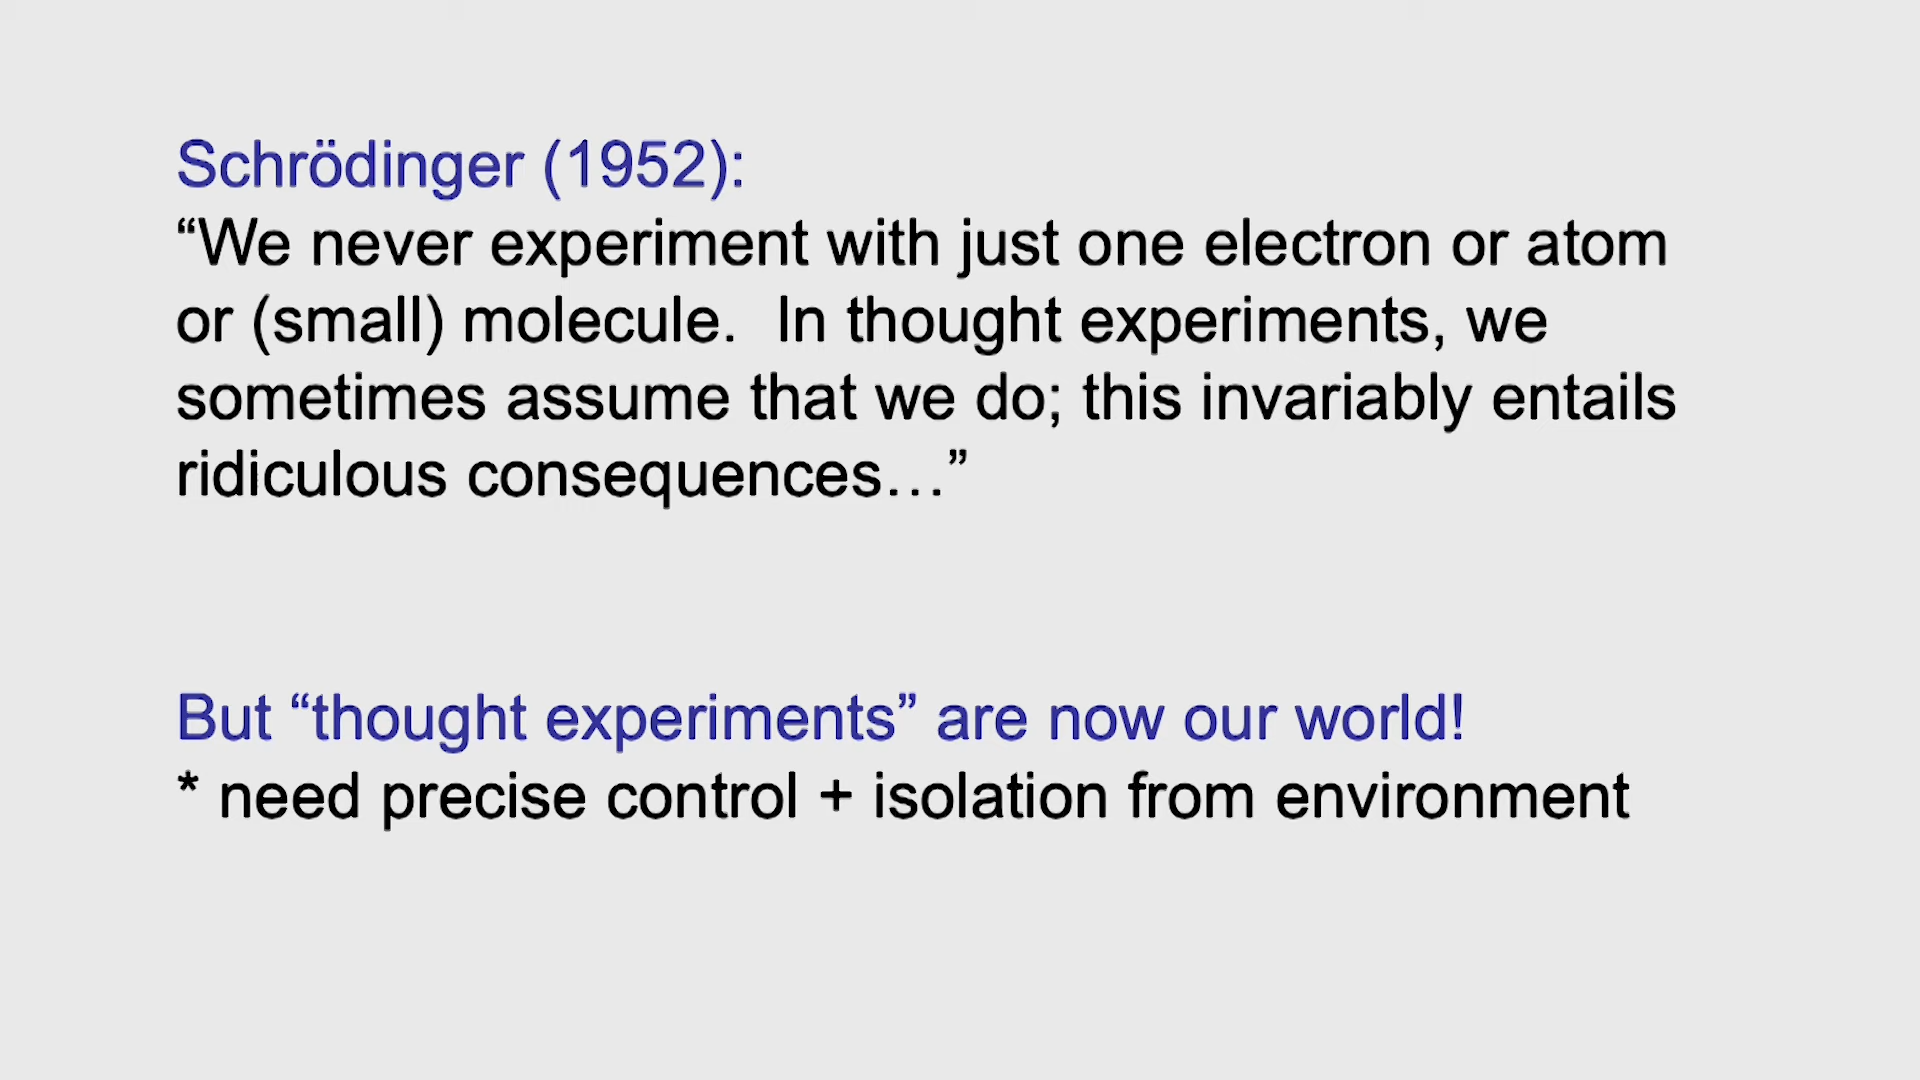 Schrödinger (1952):
“We never experiment with just one electron or atom
or (small) molecule.  In thought experiments, we
sometimes assume that we do; this invariably entails
ridiculous consequences…”
But “thought experiments” are now our world!
* need precise control + isolation from environment